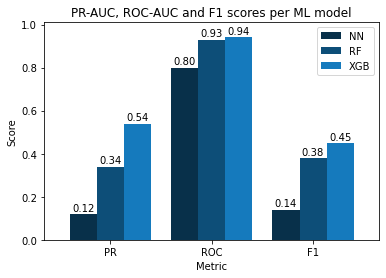 PR-AUC, ROC-AUC and F1 scores per ML model
1.0
0.8
0.6
0.4
0.2
0.0
Score
0.12
0.34
0.54
0.80
0.93
0.94
0.14
0.38
0.45
NN
RF
XGB
PR
ROC
F1
Metric